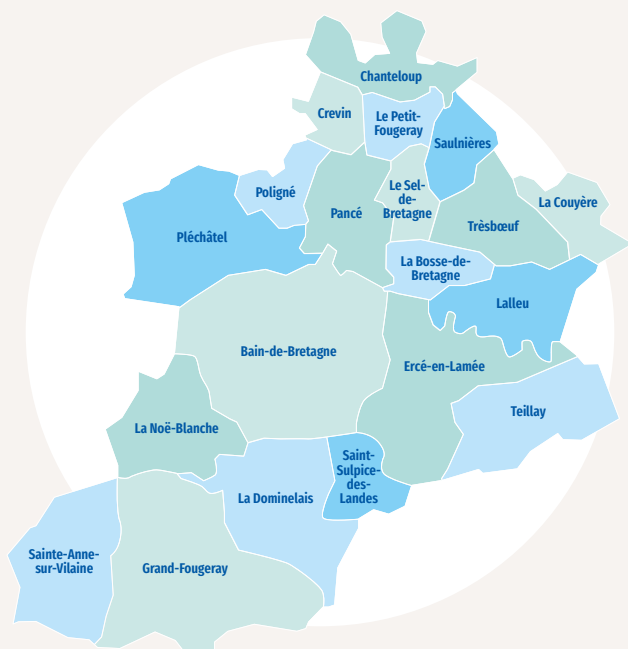 Chanteloup
Crevin
Le Petit-
Fougeray
Saulnières
Poligné
Pancé
Le Sel-
de-
Bretagne
La Couyère
Trèsbœuf
Pléchâtel
La Bosse-de-
Bretagne
Lalleu
Bain-de-Bretagne
Ercé-en-Lamée
Teillay
La Noë-Blanche
Saint-
Sulpice-
des-
Landes
La Dominelais
Sainte-Anne-
sur-Vilaine
Grand-Fougeray